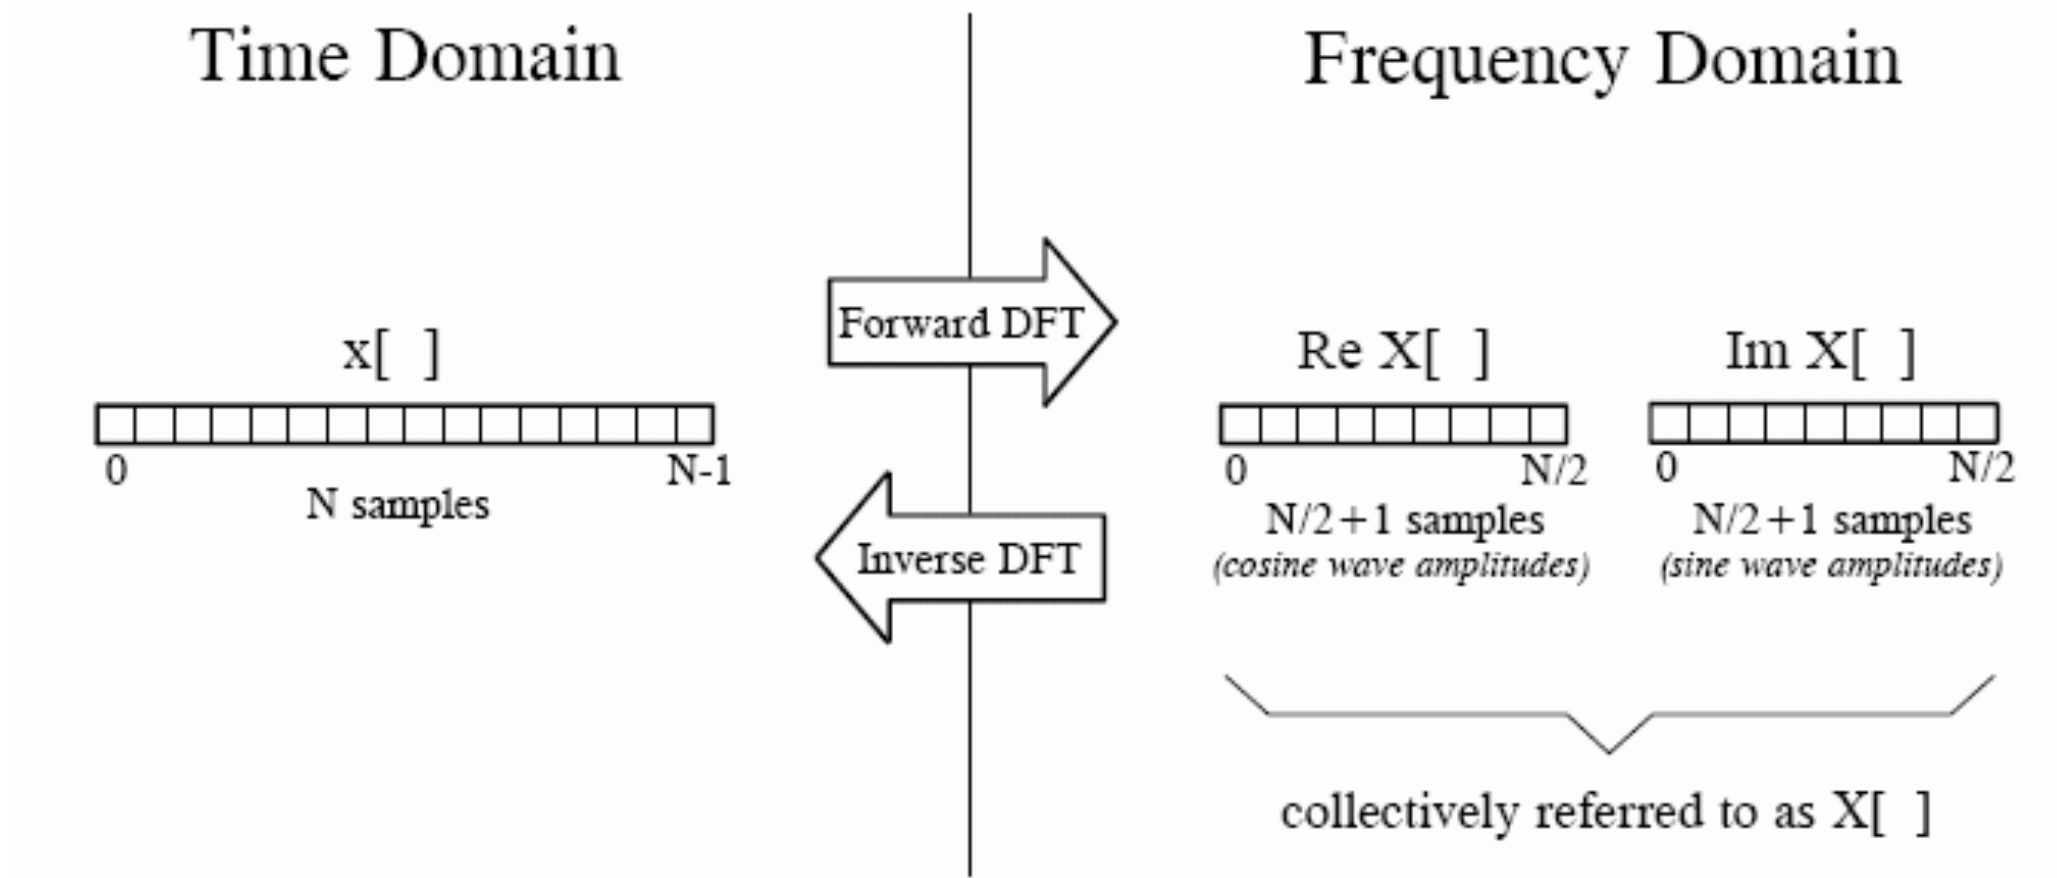 Time Domain
Frequency Domain
Forward DFT
x[ ]
Re X[ ]
Im X[ ]
0
N-1
N samples
0
N/2
0
N/2
N/2+1 samples
(cosine wave amplitudes)
N/2+1 samples
(sine wave amplitudes)
Inverse DFT
collectively referred to as X[ ]